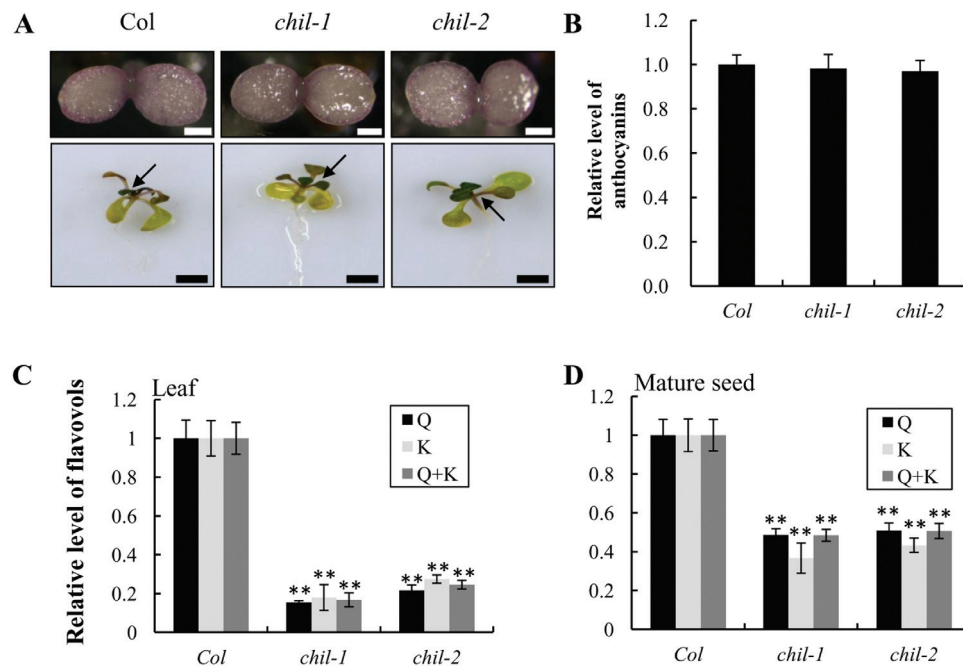 A
Col
chil-1
chil-2
B
Relative level of
anthocyanins
1.2
1.0
0.8
0.6
0.4
0.2
0.0
Col
chil-1
chil-2
C
Leaf
Relative level of flavovols
1.2
1
0.8
0.6
0.4
0.2
0
Q
K
Q+K
** ** **
** ** **
Col
chil-1
chil-2
D
Mature seed
1.2
1
0.8
0.6
0.4
0.2
0
Q
K
Q+K
** ** **
** ** **
Col
chil-1
chil-2